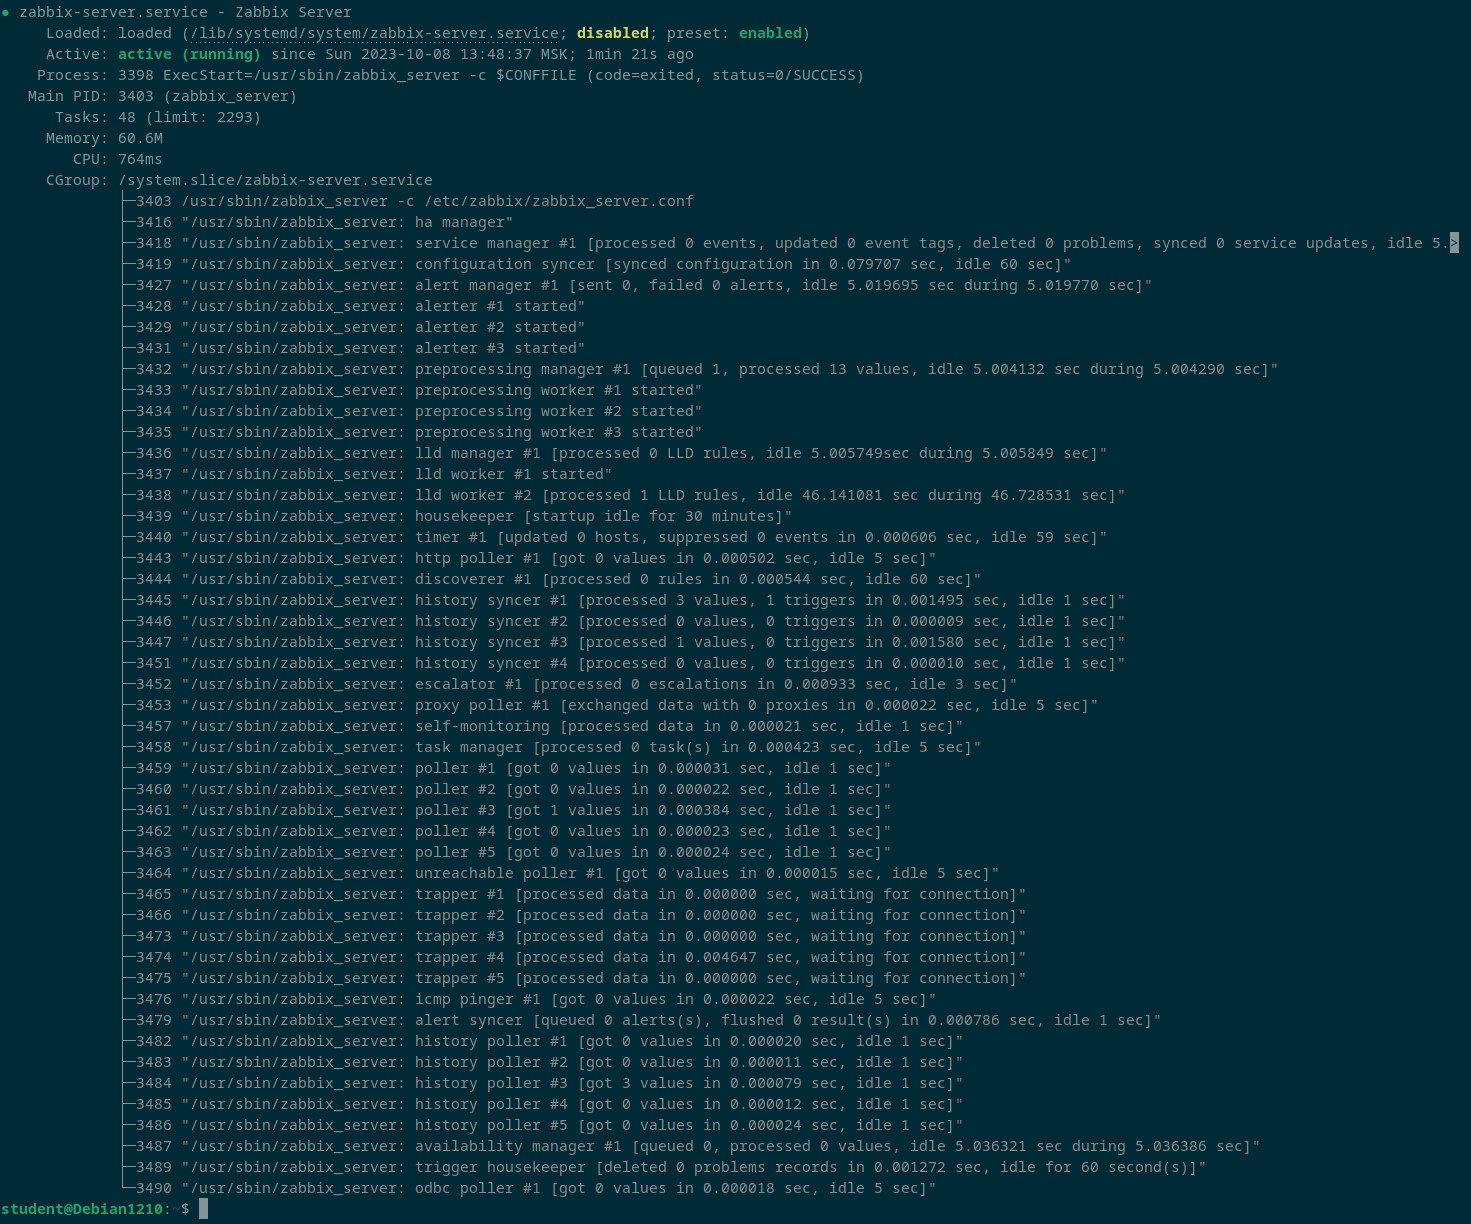 ● zabbix-server.service - Zabbix Server
     Loaded: loaded (/lib/systemd/system/zabbix-server.service; disabled; preset: enabled)
     Active: active (running) since Sun 2023-10-08 13:48:37 MSK; 1min 21s ago
    Process: 3398 ExecStart=/usr/sbin/zabbix_server -c $CONFFILE (code=exited, status=0/SUCCESS)
   Main PID: 3403 (zabbix_server)
      Tasks: 48 (limit: 2293)
     Memory: 60.6M
        CPU: 764ms
     CGroup: /system.slice/zabbix-server.service
             ├─3403 /usr/sbin/zabbix_server -c /etc/zabbix/zabbix_server.conf
             ├─3416 "/usr/sbin/zabbix_server: ha manager"
             ├─3418 "/usr/sbin/zabbix_server: service manager #1 [processed 0 events, updated 0 event tags, deleted 0 problems, synced 0 service updates, idle 5.>
             ├─3419 "/usr/sbin/zabbix_server: configuration syncer [synced configuration in 0.079707 sec, idle 60 sec]"
             ├─3427 "/usr/sbin/zabbix_server: alert manager #1 [sent 0, failed 0 alerts, idle 5.019695 sec during 5.019770 sec]"
             ├─3428 "/usr/sbin/zabbix_server: alerter #1 started"
             ├─3429 "/usr/sbin/zabbix_server: alerter #2 started"
             ├─3431 "/usr/sbin/zabbix_server: alerter #3 started"
             ├─3432 "/usr/sbin/zabbix_server: preprocessing manager #1 [queued 1, processed 13 values, idle 5.004132 sec during 5.004290 sec]"
             ├─3433 "/usr/sbin/zabbix_server: preprocessing worker #1 started"
             ├─3434 "/usr/sbin/zabbix_server: preprocessing worker #2 started"
             ├─3435 "/usr/sbin/zabbix_server: preprocessing worker #3 started"
             ├─3436 "/usr/sbin/zabbix_server: lld manager #1 [processed 0 LLD rules, idle 5.005749sec during 5.005849 sec]"
             ├─3437 "/usr/sbin/zabbix_server: lld worker #1 started"
             ├─3438 "/usr/sbin/zabbix_server: lld worker #2 [processed 1 LLD rules, idle 46.141081 sec during 46.728531 sec]"
             ├─3439 "/usr/sbin/zabbix_server: housekeeper [startup idle for 30 minutes]"
             ├─3440 "/usr/sbin/zabbix_server: timer #1 [updated 0 hosts, suppressed 0 events in 0.000606 sec, idle 59 sec]"
             ├─3443 "/usr/sbin/zabbix_server: http poller #1 [got 0 values in 0.000502 sec, idle 5 sec]"
             ├─3444 "/usr/sbin/zabbix_server: discoverer #1 [processed 0 rules in 0.000544 sec, idle 60 sec]"
             ├─3445 "/usr/sbin/zabbix_server: history syncer #1 [processed 3 values, 1 triggers in 0.001495 sec, idle 1 sec]"
             ├─3446 "/usr/sbin/zabbix_server: history syncer #2 [processed 0 values, 0 triggers in 0.000009 sec, idle 1 sec]"
             ├─3447 "/usr/sbin/zabbix_server: history syncer #3 [processed 1 values, 0 triggers in 0.001580 sec, idle 1 sec]"
             ├─3451 "/usr/sbin/zabbix_server: history syncer #4 [processed 0 values, 0 triggers in 0.000010 sec, idle 1 sec]"
             ├─3452 "/usr/sbin/zabbix_server: escalator #1 [processed 0 escalations in 0.000933 sec, idle 3 sec]"
             ├─3453 "/usr/sbin/zabbix_server: proxy poller #1 [exchanged data with 0 proxies in 0.000022 sec, idle 5 sec]"
             ├─3457 "/usr/sbin/zabbix_server: self-monitoring [processed data in 0.000021 sec, idle 1 sec]"
             ├─3458 "/usr/sbin/zabbix_server: task manager [processed 0 task(s) in 0.000423 sec, idle 5 sec]"
             ├─3459 "/usr/sbin/zabbix_server: poller #1 [got 0 values in 0.000031 sec, idle 1 sec]"
             ├─3460 "/usr/sbin/zabbix_server: poller #2 [got 0 values in 0.000022 sec, idle 1 sec]"
             ├─3461 "/usr/sbin/zabbix_server: poller #3 [got 1 values in 0.000384 sec, idle 1 sec]"
             ├─3462 "/usr/sbin/zabbix_server: poller #4 [got 0 values in 0.000023 sec, idle 1 sec]"
             ├─3463 "/usr/sbin/zabbix_server: poller #5 [got 0 values in 0.000024 sec, idle 1 sec]"
             ├─3464 "/usr/sbin/zabbix_server: unreachable poller #1 [got 0 values in 0.000015 sec, idle 5 sec]"
             ├─3465 "/usr/sbin/zabbix_server: trapper #1 [processed data in 0.000000 sec, waiting for connection]"
             ├─3466 "/usr/sbin/zabbix_server: trapper #2 [processed data in 0.000000 sec, waiting for connection]"
             ├─3473 "/usr/sbin/zabbix_server: trapper #3 [processed data in 0.000000 sec, waiting for connection]"
             ├─3474 "/usr/sbin/zabbix_server: trapper #4 [processed data in 0.004647 sec, waiting for connection]"
             ├─3475 "/usr/sbin/zabbix_server: trapper #5 [processed data in 0.000000 sec, waiting for connection]"
             ├─3476 "/usr/sbin/zabbix_server: icmp pinger #1 [got 0 values in 0.000022 sec, idle 5 sec]"
             ├─3479 "/usr/sbin/zabbix_server: alert syncer [queued 0 alerts(s), flushed 0 result(s) in 0.000786 sec, idle 1 sec]"
             ├─3482 "/usr/sbin/zabbix_server: history poller #1 [got 0 values in 0.000020 sec, idle 1 sec]"
             ├─3483 "/usr/sbin/zabbix_server: history poller #2 [got 0 values in 0.000011 sec, idle 1 sec]"
             ├─3484 "/usr/sbin/zabbix_server: history poller #3 [got 3 values in 0.000079 sec, idle 1 sec]"
             ├─3485 "/usr/sbin/zabbix_server: history poller #4 [got 0 values in 0.000012 sec, idle 1 sec]"
             ├─3486 "/usr/sbin/zabbix_server: history poller #5 [got 0 values in 0.000024 sec, idle 1 sec]"
             ├─3487 "/usr/sbin/zabbix_server: availability manager #1 [queued 0, processed 0 values, idle 5.036321 sec during 5.036386 sec]"
             ├─3489 "/usr/sbin/zabbix_server: trigger housekeeper [deleted 0 problems records in 0.001272 sec, idle for 60 second(s)]"
             └─3490 "/usr/sbin/zabbix_server: odbc poller #1 [got 0 values in 0.000018 sec, idle 5 sec]"
student@Debian1210:~$